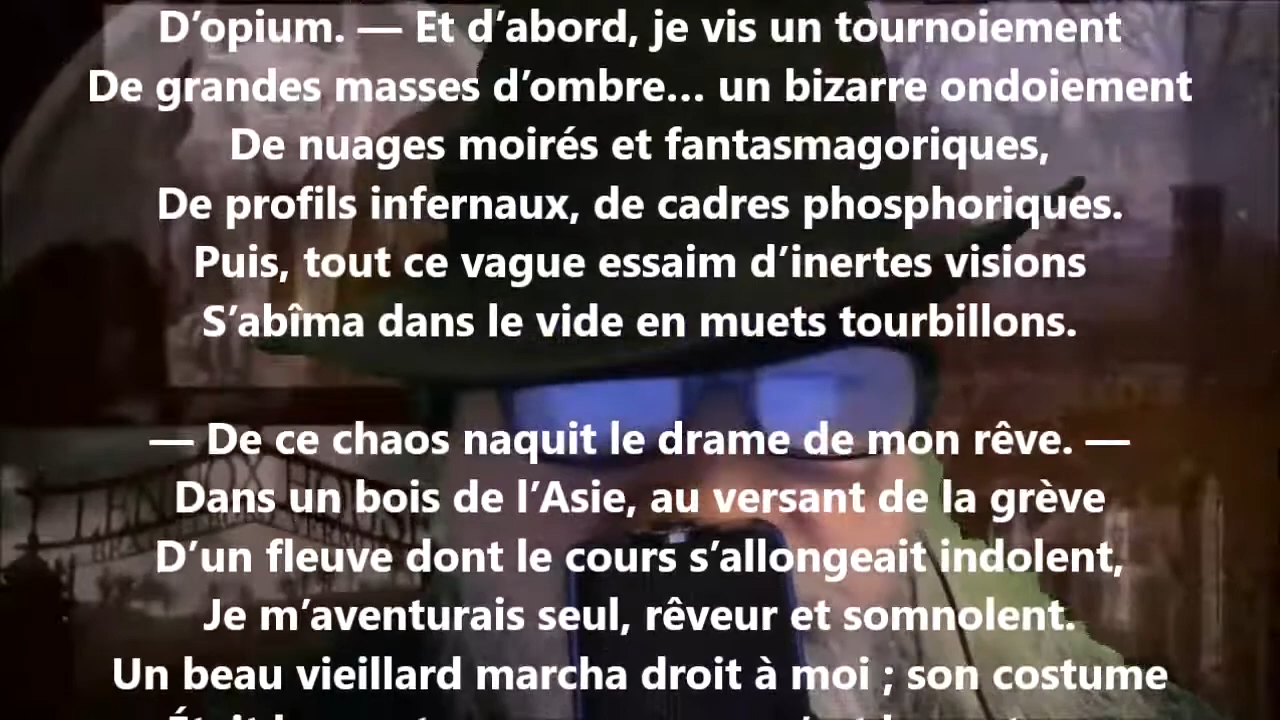 D’opium. — Et d’abord, je vis un tournoiement
De grandes masses d’ombre… un bizarre ondoiement
De nuages moirés et fantasmagoriques,
De profils infernaux, de cadres phosphoriques.
Puis, tout ce vague essaim d’inertes visions
S’abîma dans le vide en muets tourbillons.
— De ce chaos naquit le drame de mon rêve. —
Dans un bois de l’Asie, au versant de la grève
D’un fleuve dont le cours s’allongeait indolent,
Je m’aventurais seul, rêveur et somnolent.
Un beau vieillard marcha droit à moi ; son costume